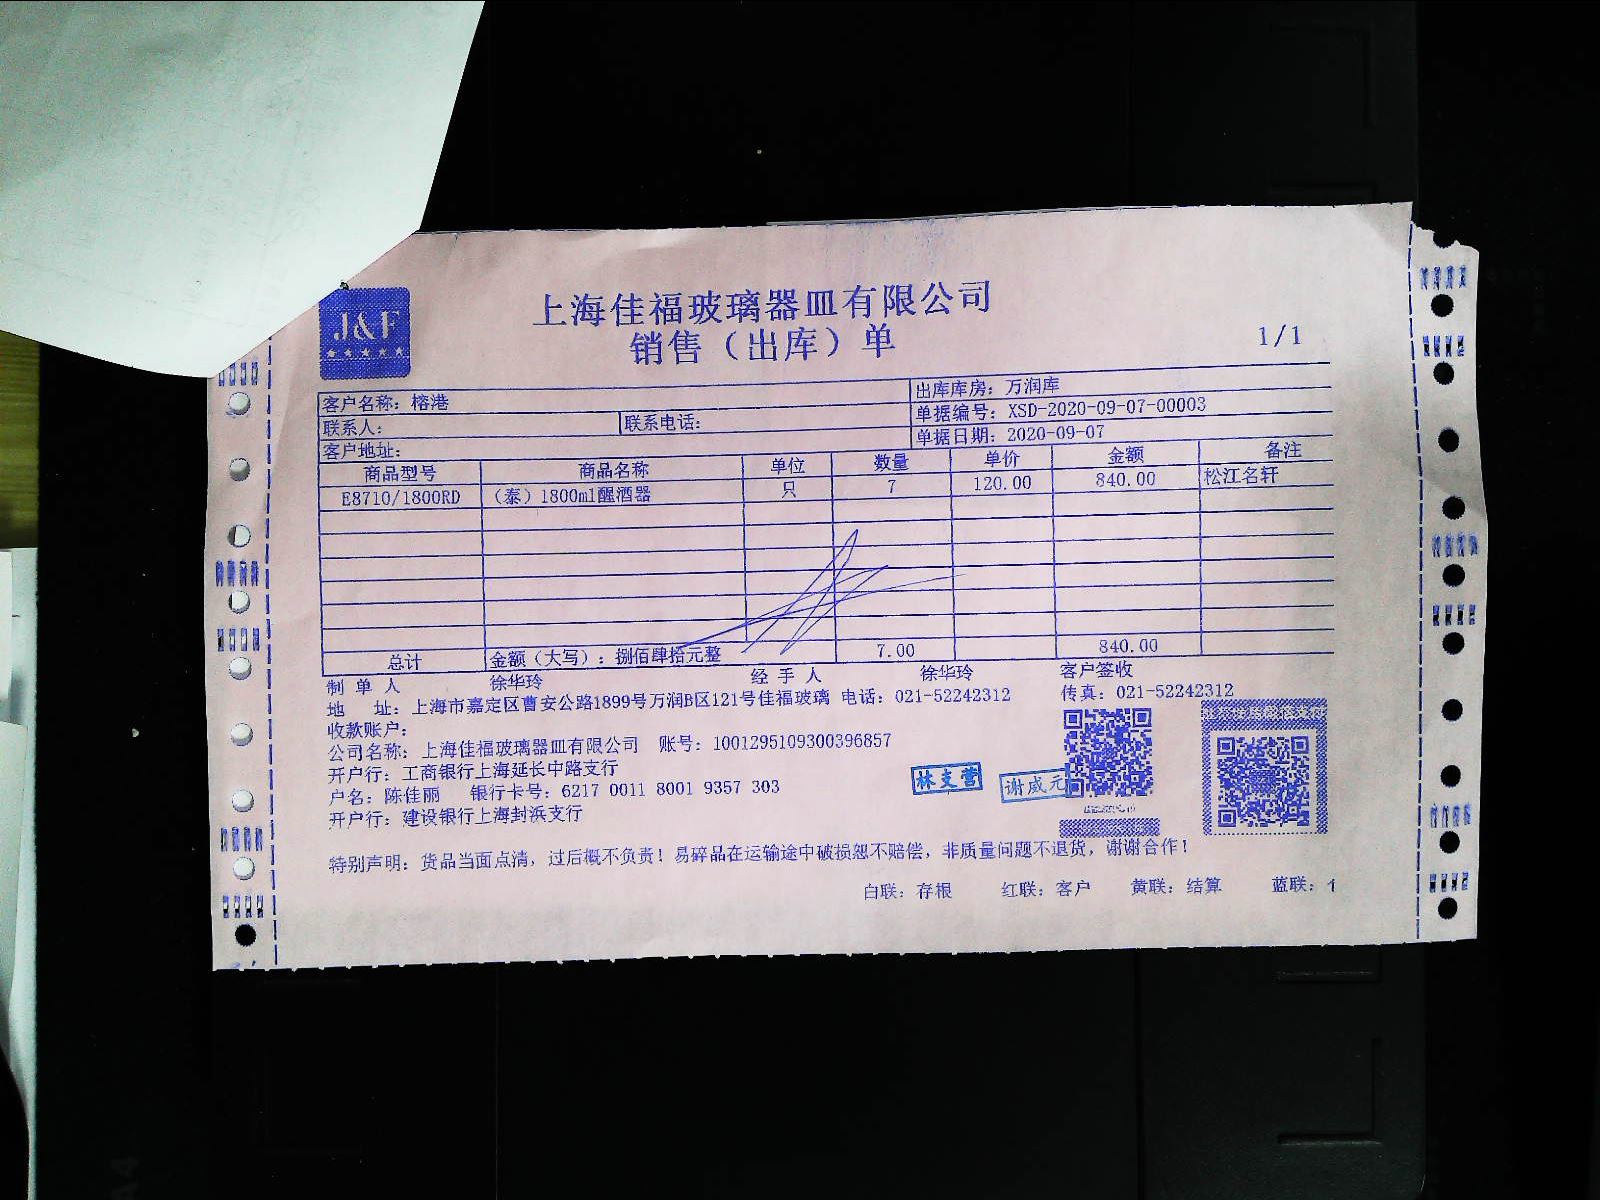 J&F
上海佳福玻璃器皿有限公司
销售（出库）单
1/1
客户名称：榕港
出库库房：万润库
联系人：
联系电话：
单据编号：XSD-2020-09-07-00003
客户地址：
单据日期：2020-09-07
商品型号 商品名称 单位 数量 单价 金额 备注
E8710/1800RD （泰）1800ml醒酒器 只 7 120.00 840.00 松江名轩
总计 金额（大写）：捌佰肆拾元整 7.00 840.00
制单人 徐华玲 经手人 徐华玲 客户签收
地 址：上海市嘉定区曹安公路1899号万润B区121号佳福玻璃 电话：021-52242312 传真：021-52242312
收款账户：
公司名称：上海佳福玻璃器皿有限公司 账号：1001295109300396857
开户行：工商银行上海延长中路支行
户名：陈佳丽 银行卡号：6217 0011 8001 9357 303
开户行：建设银行上海封浜支行
林支营
谢威元
特别声明：货品当面点清，过后概不负责！易碎品在运输途中破损恕不赔偿，非质量问题不退货，谢谢合作！
白联：存根 红联：客户 黄联：结算 蓝联：